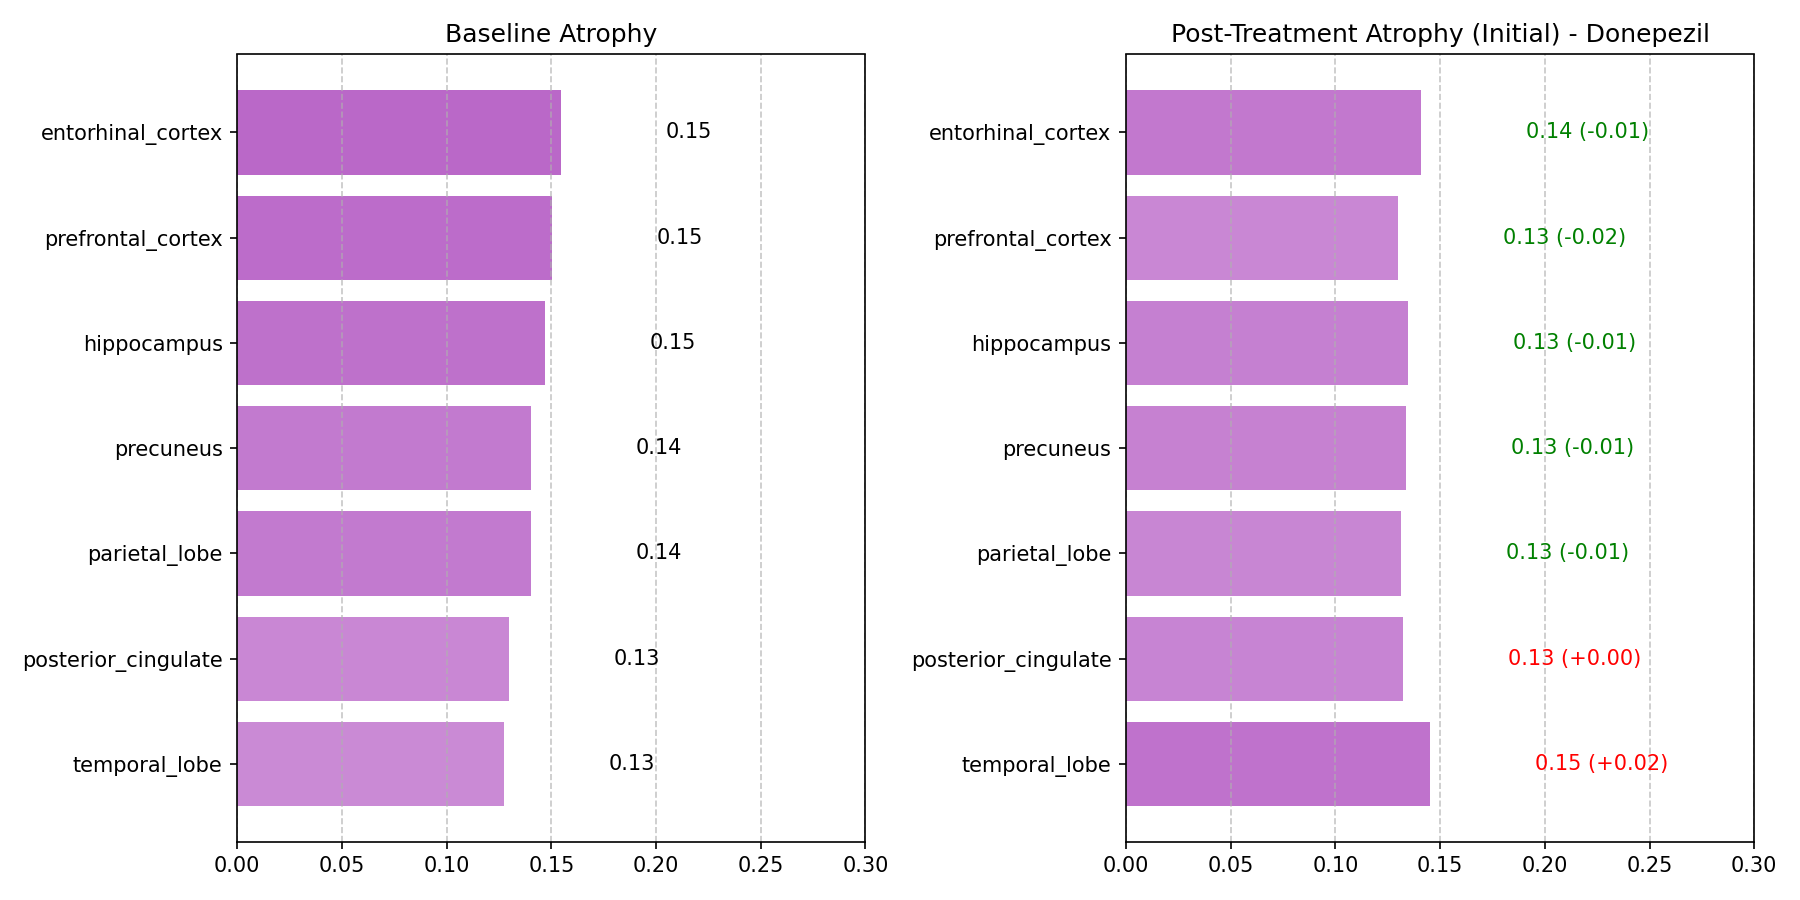 Baseline Atrophy
entorhinal_cortex 0.15
prefrontal_cortex 0.15
hippocampus 0.15
precuneus 0.14
parietal_lobe 0.14
posterior_cingulate 0.13
temporal_lobe 0.13
0.00 0.05 0.10 0.15 0.20 0.25 0.30
Post-Treatment Atrophy (Initial) - Donepezil
entorhinal_cortex 0.14 (-0.01)
prefrontal_cortex 0.13 (-0.02)
hippocampus 0.13 (-0.01)
precuneus 0.13 (-0.01)
parietal_lobe 0.13 (-0.01)
posterior_cingulate 0.13 (+0.00)
temporal_lobe 0.15 (+0.02)
0.00 0.05 0.10 0.15 0.20 0.25 0.30